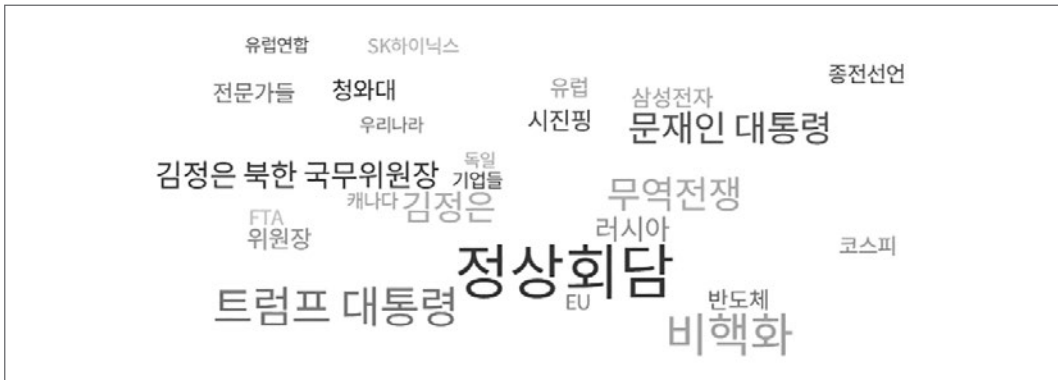 유럽연합 SK하이닉스
종전선언
전문가들 청와대 유럽 삼성전자
우리나라 시진핑 문재인 대통령
김정은 북한 국무위원장 독일
기업들
캐나다 김정은 무역전쟁
FTA 러시아
위원장 코스피
정상회담
트럼프 대통령 EU 반도체
비핵화